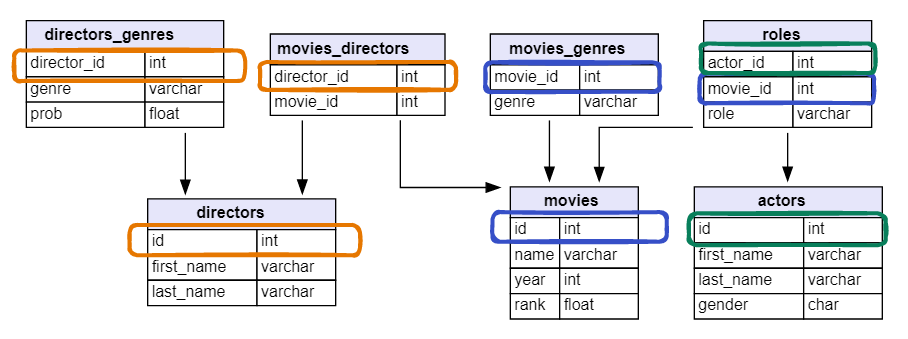 directors_genres
director_id int
genre varchar
prob float
movies_directors
director_id int
movie_id int
movies_genres
movie_id int
genre varchar
roles
actor_id int
movie_id int
role varchar
directors
id int
first_name varchar
last_name varchar
movies
id int
name varchar
year int
rank float
actors
id int
first_name varchar
last_name varchar
gender char